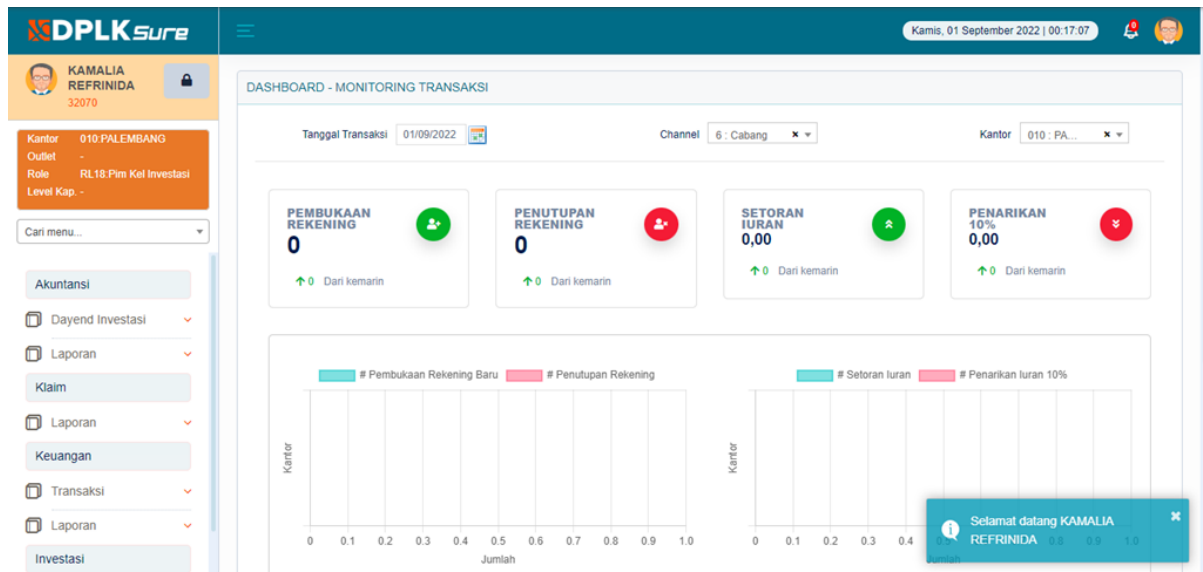 DPLKSure
Kamis, 01 September 2022 | 00:17:07
KAMALIA
REFRINIDA
32070
Kantor 010:PALEMBANG
Outlet -
Role RL18:Pim Kel Investasi
Level Kap. -
Cari menu...
Akuntansi
Dayend Investasi
Laporan
Klaim
Laporan
Keuangan
Transaksi
Laporan
Investasi
DASHBOARD - MONITORING TRANSAKSI
Tanggal Transaksi 01/09/2022 Channel 6 : Cabang × Kantor 010 : PA... ×
PEMBUKAAN
REKENING
0
0 Dari kemarin
PENUTUPAN
REKENING
0
0 Dari kemarin
SETORAN
IURAN
0,00
0 Dari kemarin
PENARIKAN
10%
0,00
0 Dari kemarin
# Pembukaan Rekening Baru # Penutupan Rekening
Kantor
0 0.1 0.2 0.3 0.4 0.5 0.6 0.7 0.8 0.9 1.0
Jumlah
# Setoran Iuran # Penarikan Iuran 10%
Kantor
0 0.1 0.2 0.3 0.4 0.5 0.6 0.7 0.8 0.9 1.0
Jumlah
Selamat datang KAMALIA
REFRINIDA
×